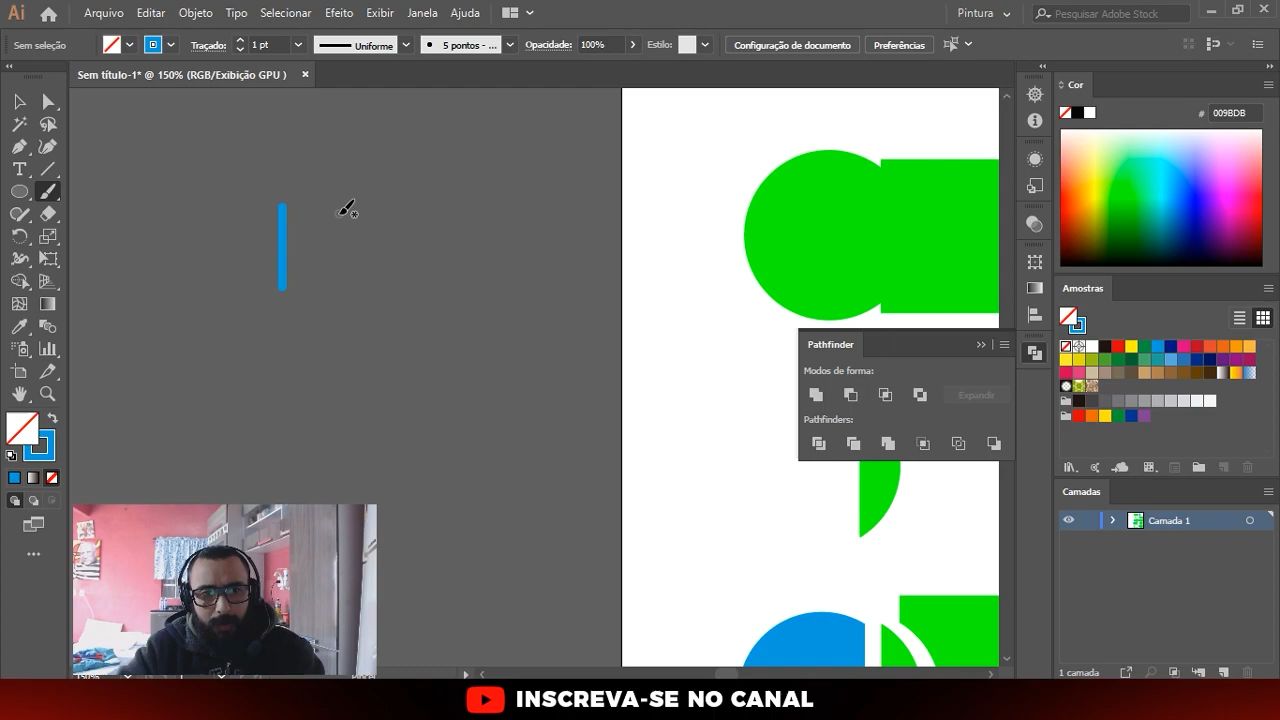 Ai Arquivo Editar Objeto Tipo Selecionar Efeito Exibir Janela Ajuda Pintura Pesquisar Adobe Stock
Sem seleção Traçado: 1 pt Uniforme 5 pontos - ... Opacidade: 100% Estilo: Configuração de documento Preferências
Sem título-1* @ 150% (RGB/Exibição GPU )
Cor
# 009BDB
Amostras
Pathfinder
Modos de forma:
Expandir
Pathfinders:
Camadas
Camada 1
1 camada
INSCREVA-SE NO CANAL